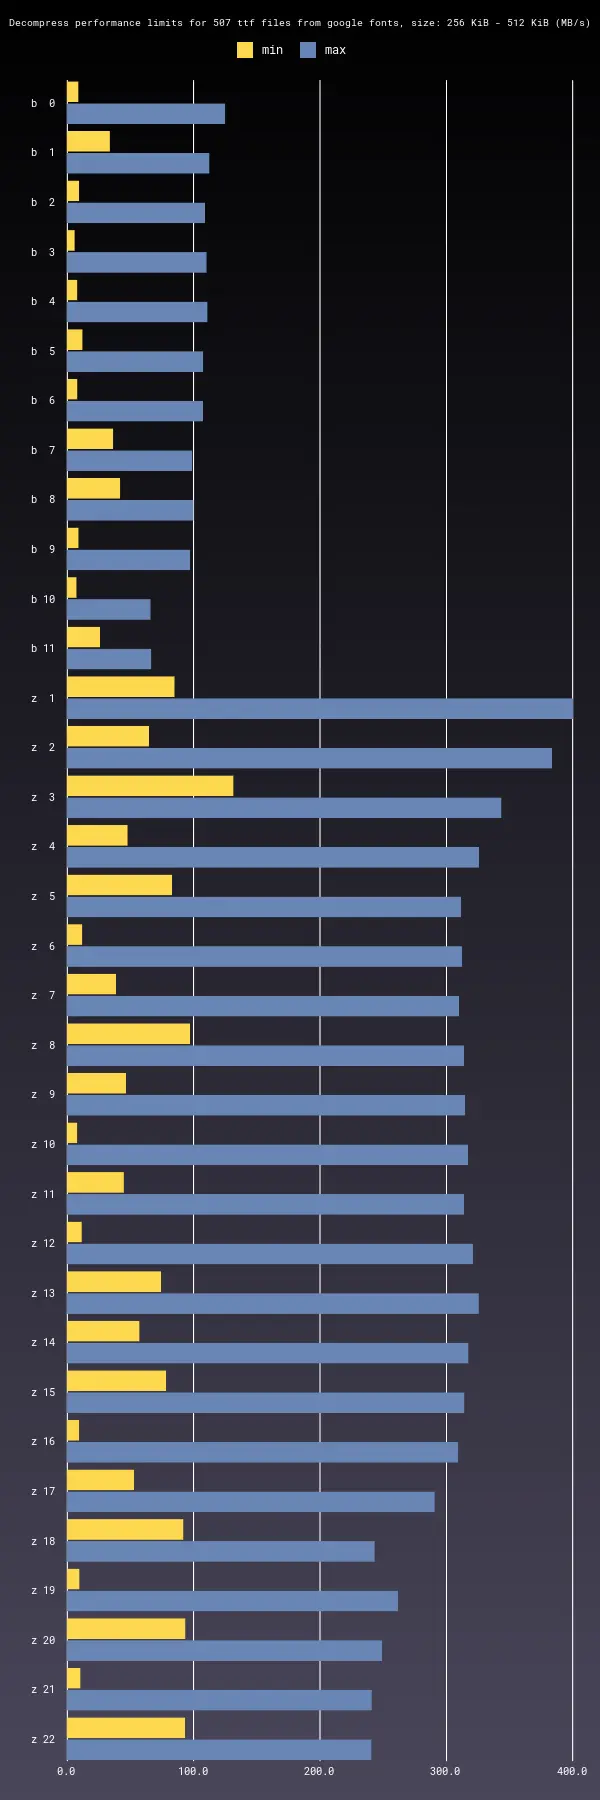 Decompress performance limits for 507 ttf files from google fonts, size: 256 KiB - 512 KiB (MB/s)
min max
b 0
b 1
b 2
b 3
b 4
b 5
b 6
b 7
b 8
b 9
b 10
b 11
z 1
z 2
z 3
z 4
z 5
z 6
z 7
z 8
z 9
z 10
z 11
z 12
z 13
z 14
z 15
z 16
z 17
z 18
z 19
z 20
z 21
z 22
0.0 100.0 200.0 300.0 400.0